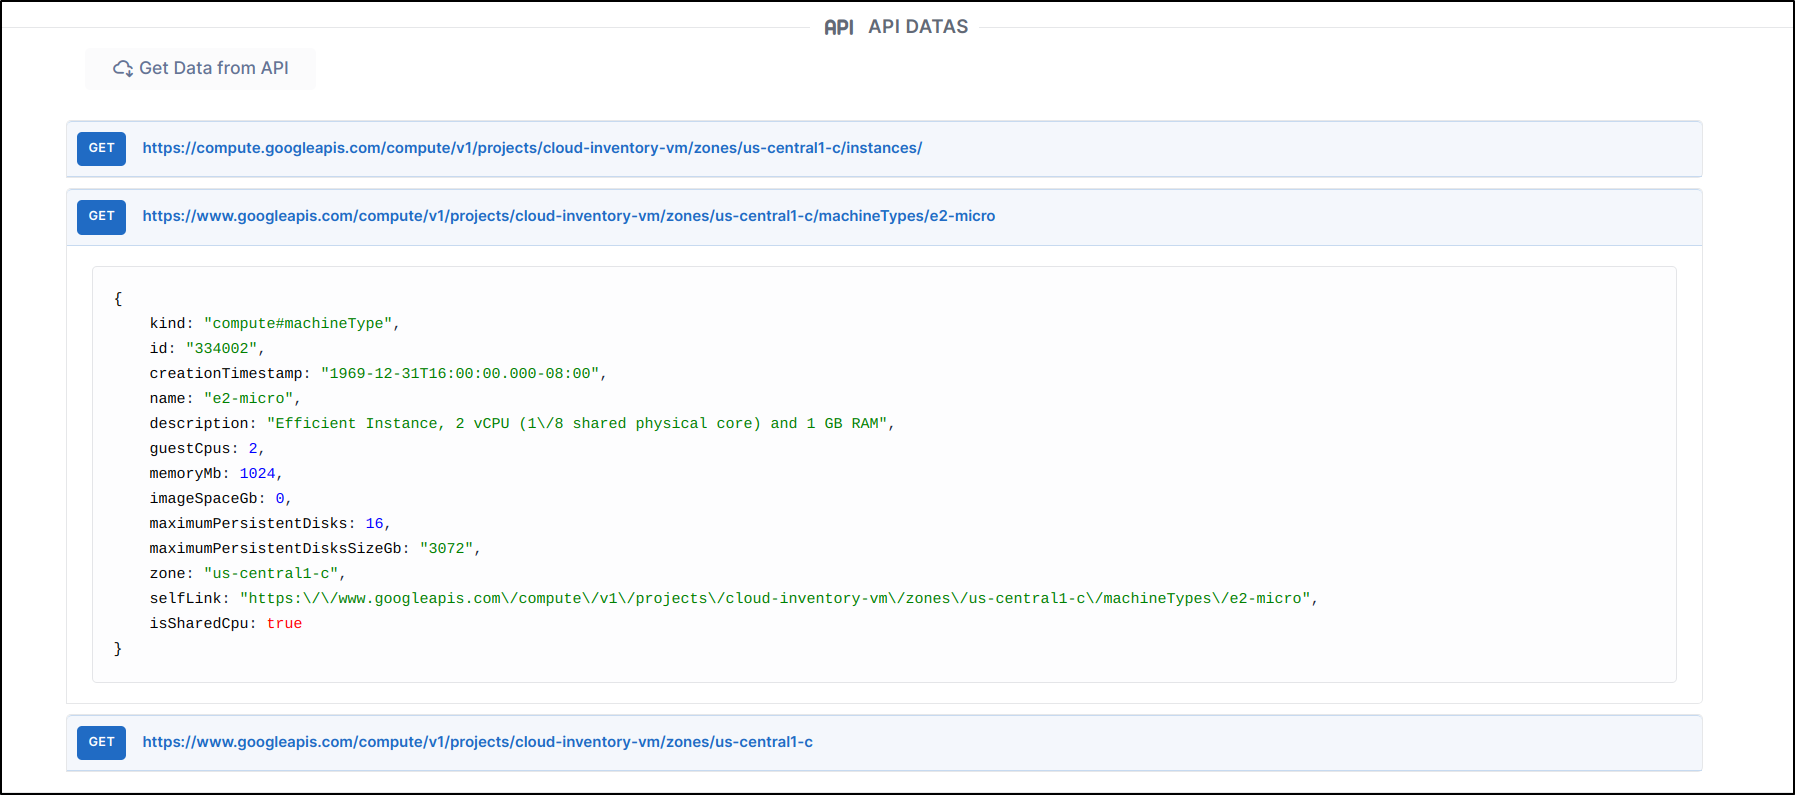 API API DATAS
Get Data from API
GET https://compute.googleapis.com/compute/v1/projects/cloud-inventory-vm/zones/us-central1-c/instances/
GET https://www.googleapis.com/compute/v1/projects/cloud-inventory-vm/zones/us-central1-c/machineTypes/e2-micro
{
    kind: "compute#machineType",
    id: "334002",
    creationTimestamp: "1969-12-31T16:00:00.000-08:00",
    name: "e2-micro",
    description: "Efficient Instance, 2 vCPU (1\/8 shared physical core) and 1 GB RAM",
    guestCpus: 2,
    memoryMb: 1024,
    imageSpaceGb: 0,
    maximumPersistentDisks: 16,
    maximumPersistentDisksSizeGb: "3072",
    zone: "us-central1-c",
    selfLink: "https:\/\/www.googleapis.com\/compute\/v1\/projects\/cloud-inventory-vm\/zones\/us-central1-c\/machineTypes\/e2-micro",
    isSharedCpu: true
}
GET https://www.googleapis.com/compute/v1/projects/cloud-inventory-vm/zones/us-central1-c